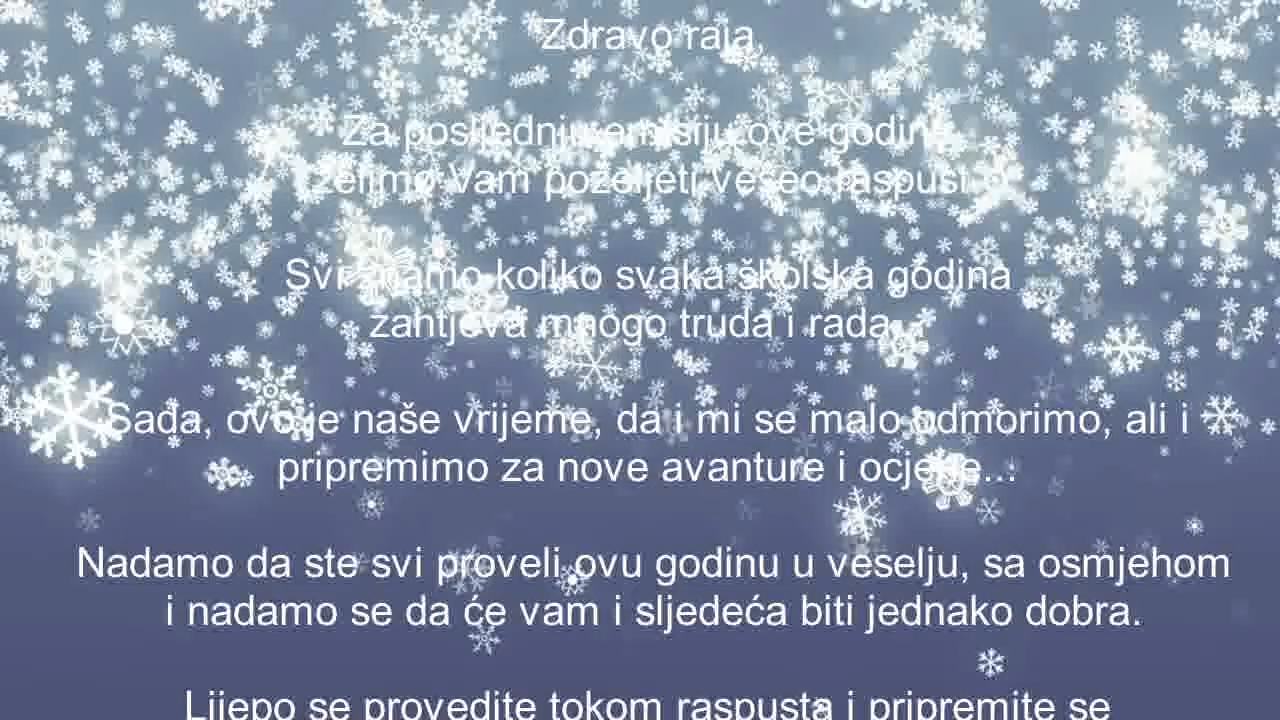 Zdravo raja,
Za posljednju emisiju ove godine
želimo Vam poželjeti veseo raspust
Svi znamo koliko svaka školska godina
zahtjeva mnogo truda i rada...
Sada, ovo je naše vrijeme, da i mi se malo odmorimo, ali i
pripremimo za nove avanture i ocjene...
Nadamo da ste svi proveli ovu godinu u veselju, sa osmjehom
i nadamo se da će vam i sljedeća biti jednako dobra.
Lijepo se provedite tokom raspusta i pripremite se